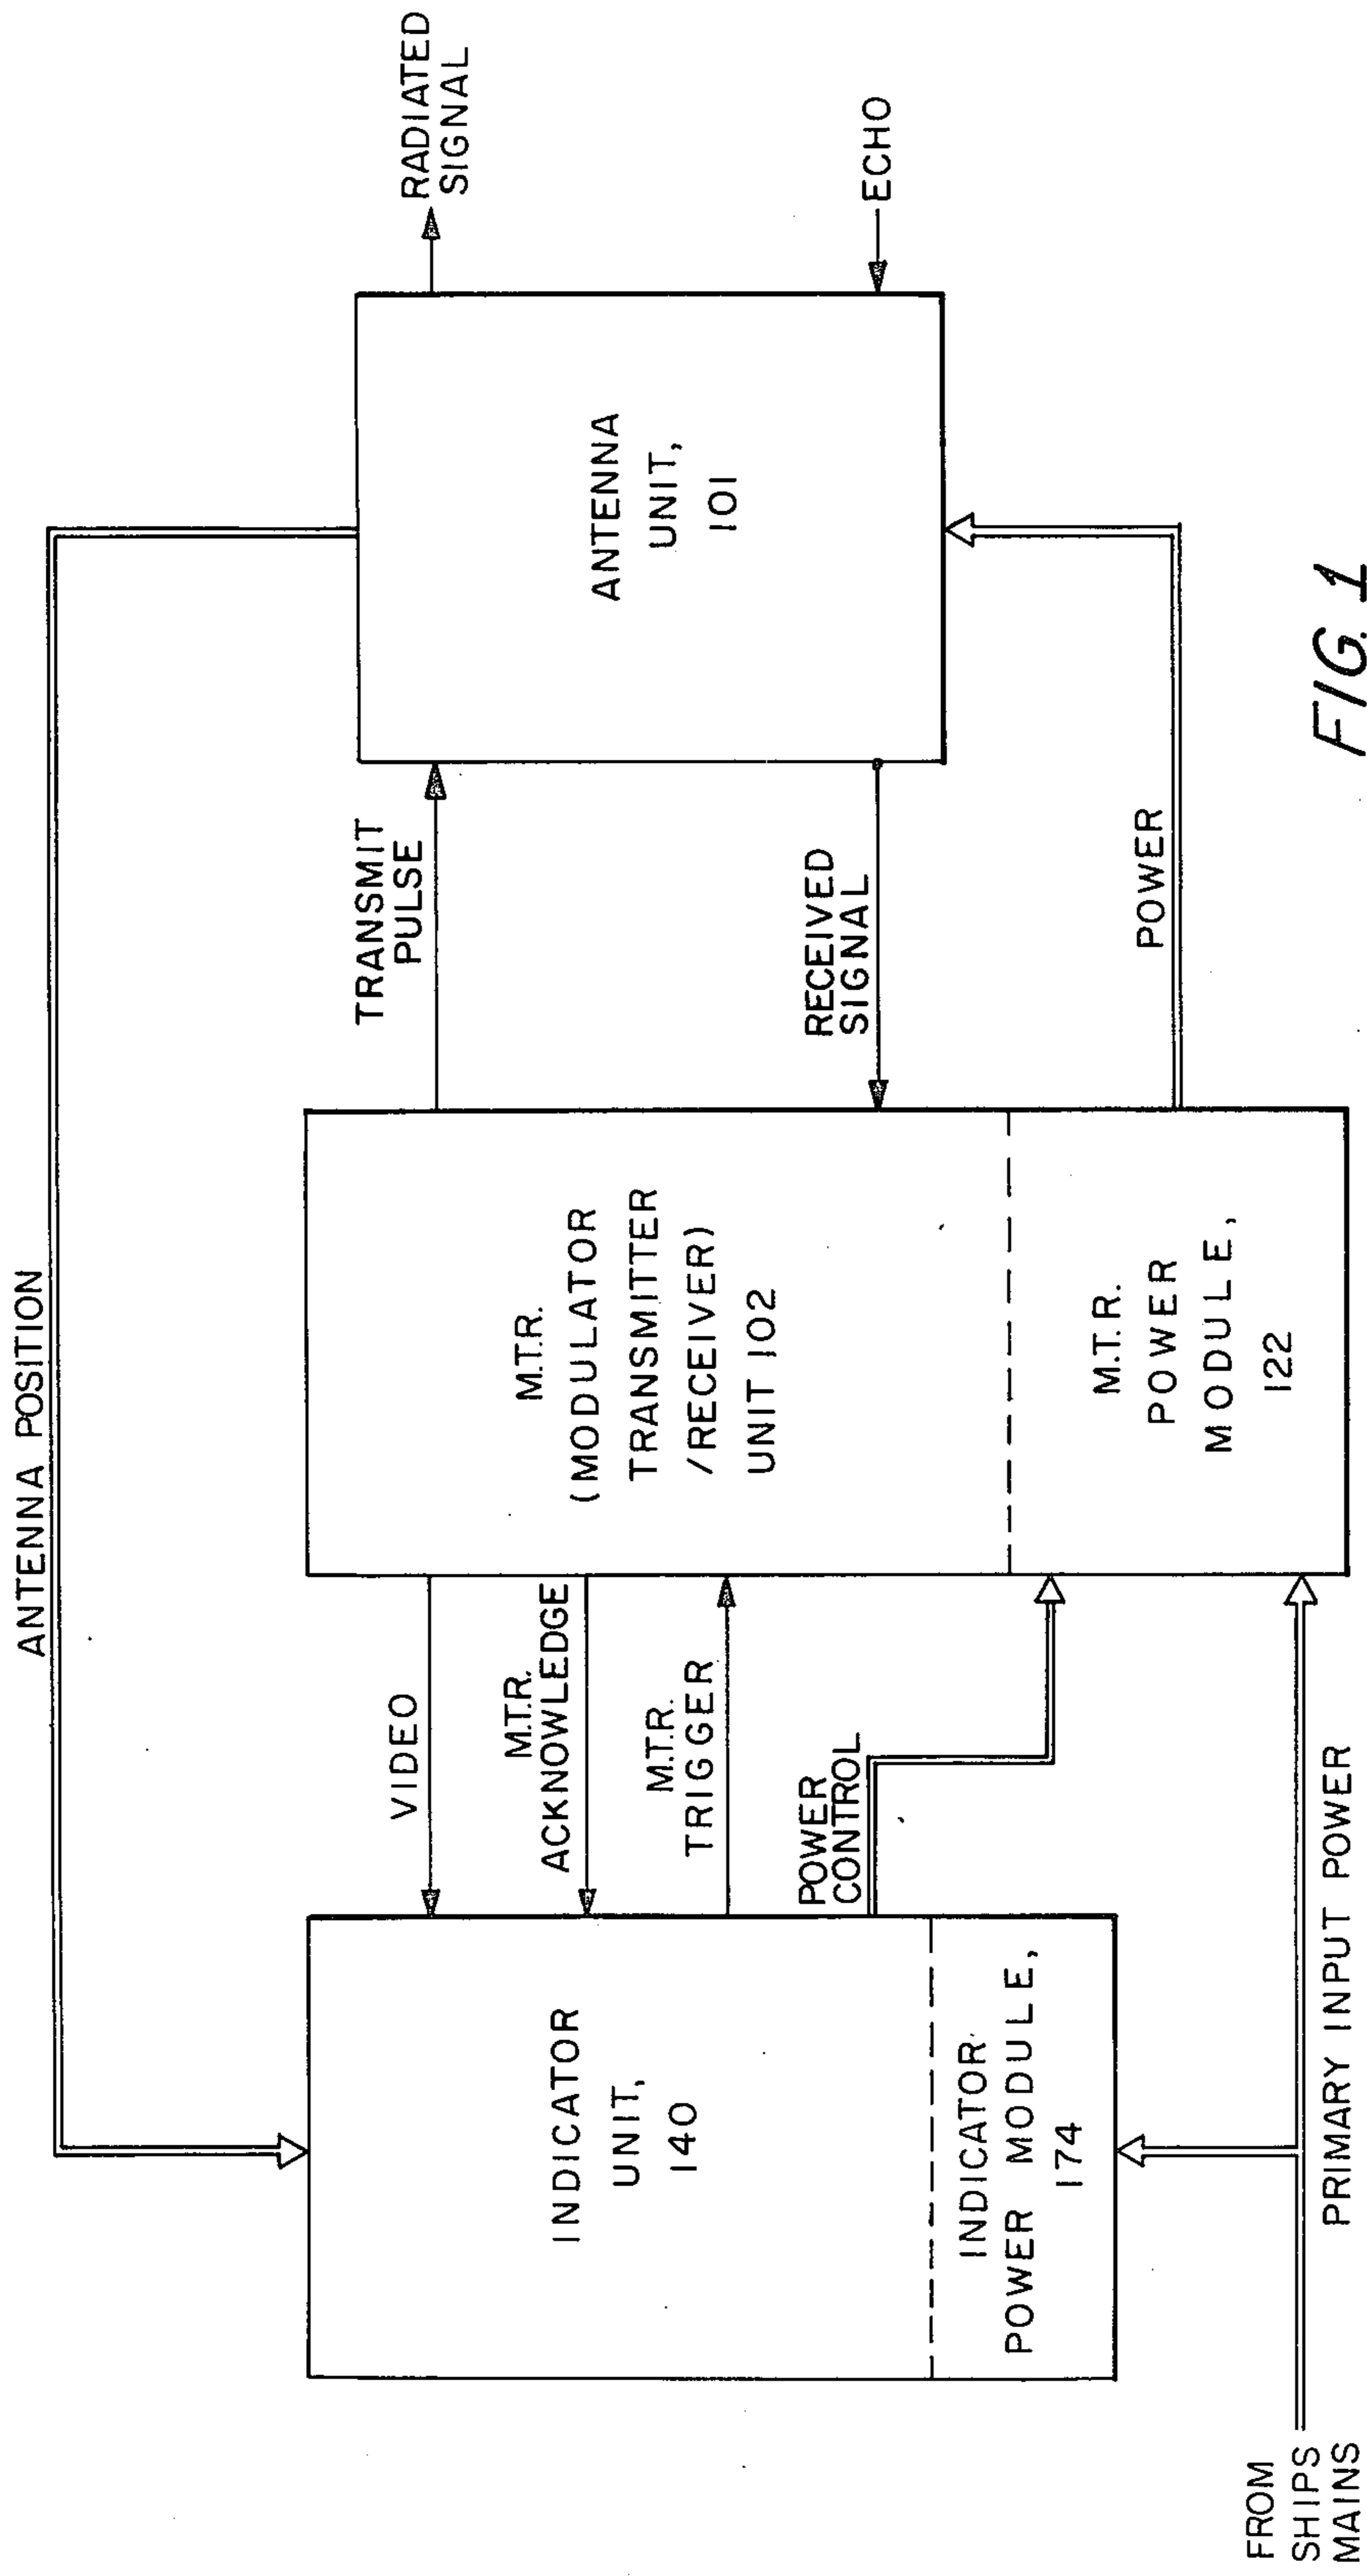 ANTENNA POSITION
INDICATOR
UNIT,
140
INDICATOR
POWER MODULE,
174
FROM
SHIPS
MAINS
PRIMARY INPUT POWER
VIDEO
M.T.R.
ACKNOWLEDGE
M.T.R.
TRIGGER
POWER
CONTROL
M.T.R.
(MODULATOR
TRANSMITTER
/RECEIVER)
UNIT 102
M.T.R.
POWER
MODULE,
122
TRANSMIT
PULSE
RECEIVED
SIGNAL
POWER
ANTENNA
UNIT,
101
RADIATED
SIGNAL
ECHO
FIG. 1